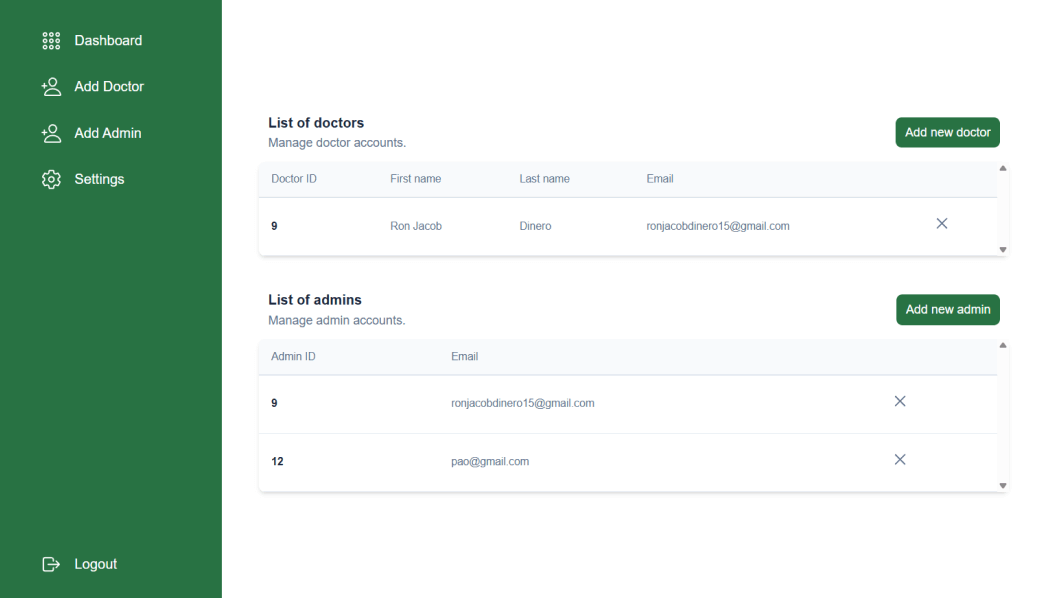 Dashboard
Add Doctor
Add Admin
Settings
Logout
List of doctors
Manage doctor accounts.
Add new doctor
Doctor ID First name Last name Email
9 Ron Jacob Dinero ronjacobdinero15@gmail.com
List of admins
Manage admin accounts.
Add new admin
Admin ID Email
9 ronjacobdinero15@gmail.com
12 pao@gmail.com